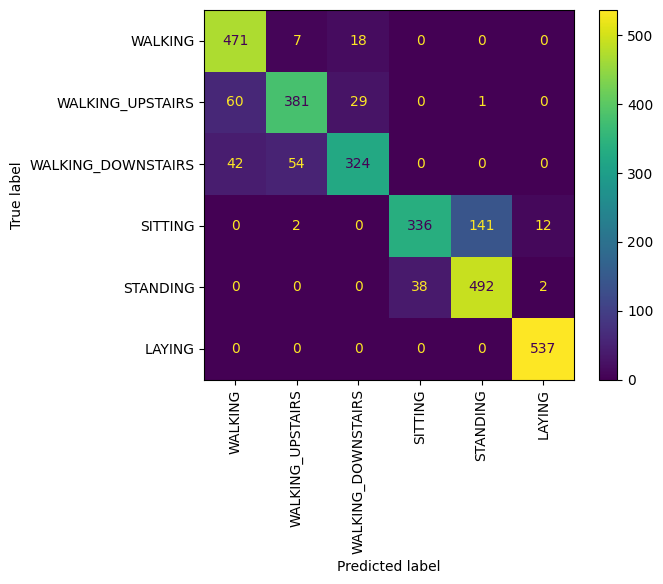 WALKING 471 7 18 0 0 0
WALKING_UPSTAIRS 60 381 29 0 1 0
WALKING_DOWNSTAIRS 42 54 324 0 0 0
SITTING 0 2 0 336 141 12
STANDING 0 0 0 38 492 2
LAYING 0 0 0 0 0 537
True label
WALKING
WALKING_UPSTAIRS
WALKING_DOWNSTAIRS
SITTING
STANDING
LAYING
Predicted label
500
400
300
200
100
0